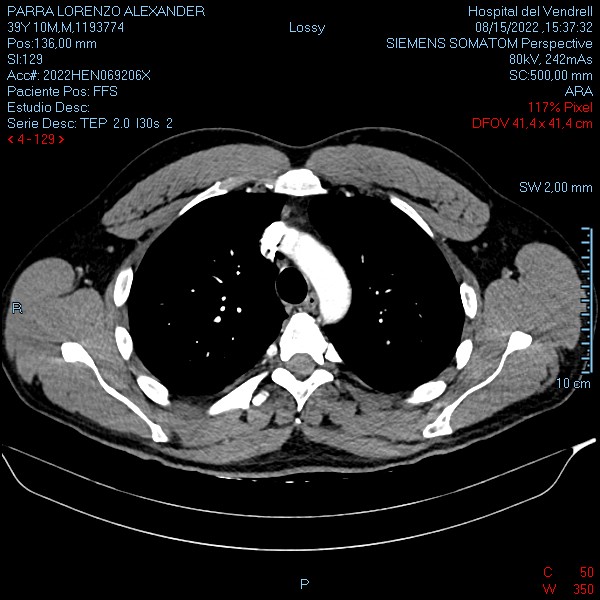 PARRA LORENZO ALEXANDER
39Y 10M,M,1193774
Pos:136,00 mm
SI:129
Acc#: 2022HEN069206X
Paciente Pos: FFS
Estudio Desc:
Serie Desc: TEP 2.0 I30s 2
< 4 - 129 >
Lossy
Hospital del Vendrell
08/15/2022 ,15:37:32
SIEMENS SOMATOM Perspective
80kV, 242mAs
SC:500,00 mm
ARA
117% Pixel
DFOV 41,4 x 41,4 cm
SW 2,00 mm
R
10 cm
P
C 50
W 350